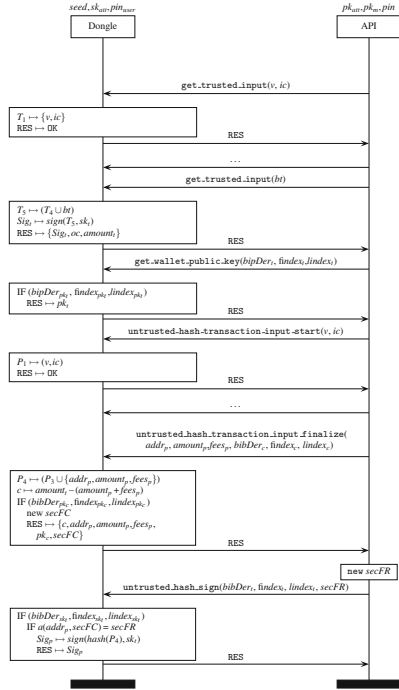 seed,sk_att,pin_user
pk_att,pk_m,pin
Dongle
API
get_trusted_input(v, ic)
T_1 ↦ {v,ic}
RES ↦ OK
RES
...
get_trusted_input(bt)
T_5 ↦ (T_4 ∪ bt)
Sig_t ↦ sign(T_5,sk_t)
RES ↦ {Sig_t,oc,amount_t}
RES
get_wallet_public_key(bipDer_t, findex_t,lindex_t)
IF (bipDer_pk_t, findex_pk_t,lindex_pk_t)
RES ↦ pk_t
RES
untrusted-hash-transaction-input-start(v, ic)
P_1 ↦ (v,ic)
RES ↦ OK
RES
...
untrusted_hash_transaction_input_finalize(
addr_p, amount_p,fees_p, bibDer_c, findex_c, lindex_c)
P_4 ↦ (P_3 ∪ {addr_p,amount_p,fees_p})
c ↦ amount_t −(amount_p + fees_p)
IF (bibDer_pk_c, findex_pk_c, lindex_pk_c)
new secFC
RES ↦ {c,addr_p,amount_p,fees_p,
pk_c,secFC}
RES
new secFR
untrusted_hash_sign(bibDer_t, findex_t, lindex_t, secFR)
IF (bibDer_sk_t,findex_sk_t, lindex_sk_t)
IF a(addr_p,secFC) = secFR
Sig_p ↦ sign(hash(P_4),sk_t)
RES ↦ Sig_p
RES